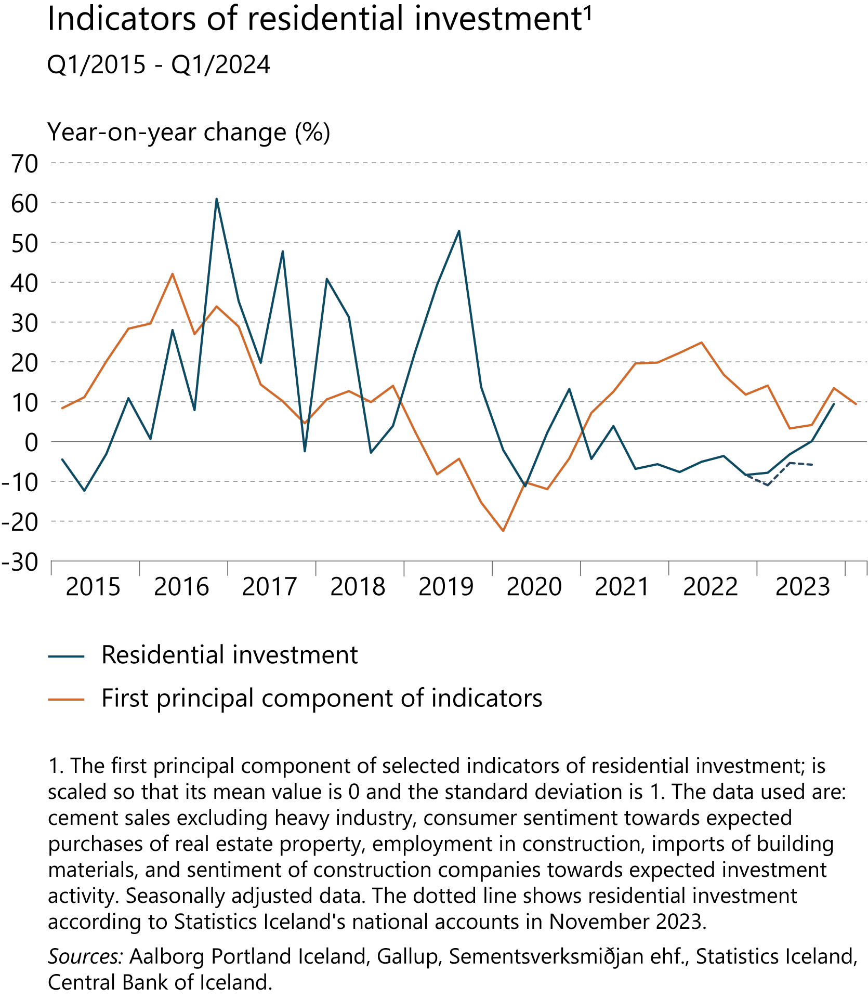 Indicators of residential investment¹
Q1/2015 - Q1/2024
Year-on-year change (%)
70
60
50
40
30
20
10
0
-10
-20
-30
2015 2016 2017 2018 2019 2020 2021 2022 2023
Residential investment
First principal component of indicators
1. The first principal component of selected indicators of residential investment; is
scaled so that its mean value is 0 and the standard deviation is 1. The data used are:
cement sales excluding heavy industry, consumer sentiment towards expected
purchases of real estate property, employment in construction, imports of building
materials, and sentiment of construction companies towards expected investment
activity. Seasonally adjusted data. The dotted line shows residential investment
according to Statistics Iceland's national accounts in November 2023.
Sources: Aalborg Portland Iceland, Gallup, Sementsverksmiðjan ehf., Statistics Iceland,
Central Bank of Iceland.